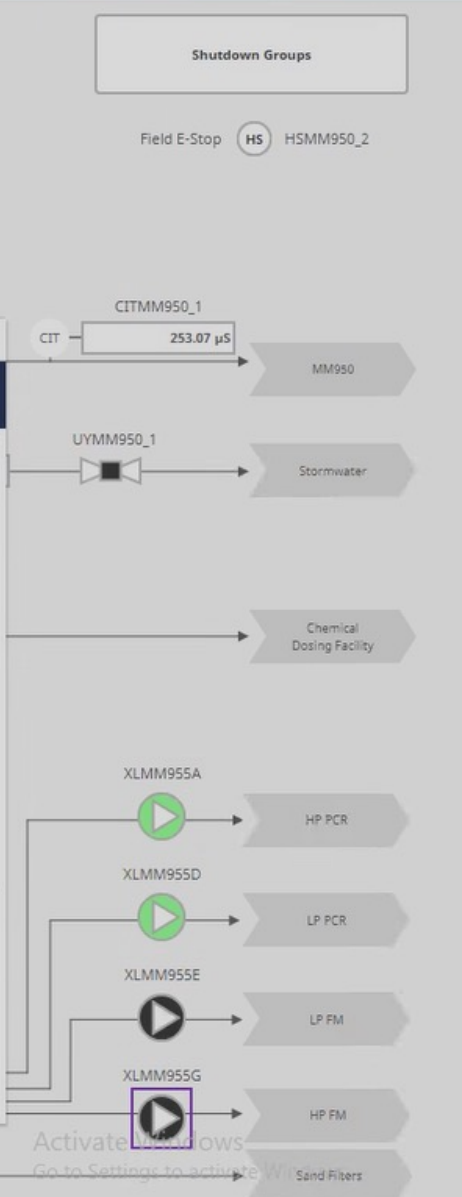 Shutdown Groups
Field E-Stop HS HSMM950_2
CITMM950_1
CIT 253.07 µS
MM950
UYMM950_1
Stormwater
Chemical
Dosing Facility
XLMM955A
HP PCR
XLMM955D
LP PCR
XLMM955E
LP FM
XLMM955G
HP FM
Activate Windows
Go to Settings to activate Windows.
Sand Filters